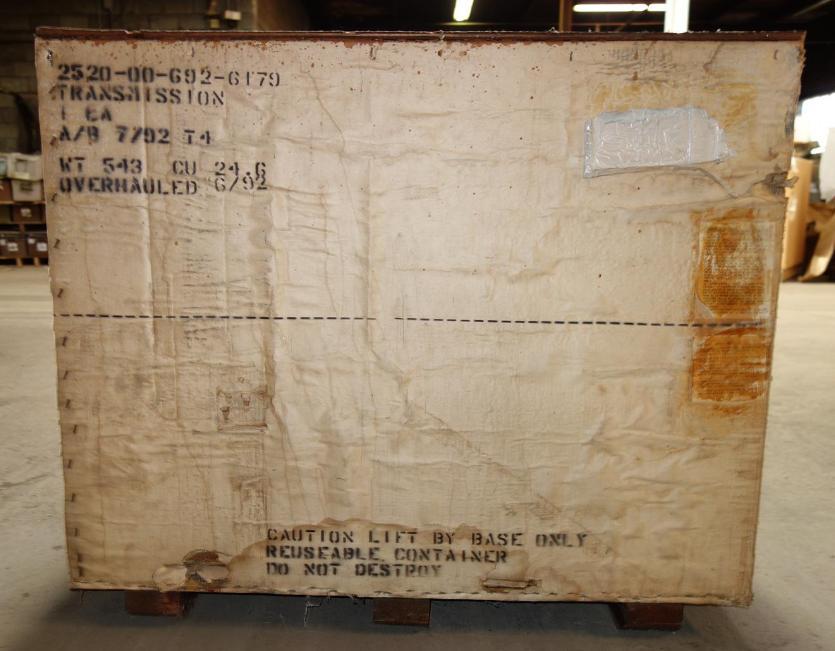 2520-00-692-6179
TRANSMISSION
1 EA
A/B 7/92 T4
WT 543 CU 24.6
OVERHAULED 6/92
CAUTION LIFT BY BASE ONLY
REUSEABLE CONTAINER
DO NOT DESTROY